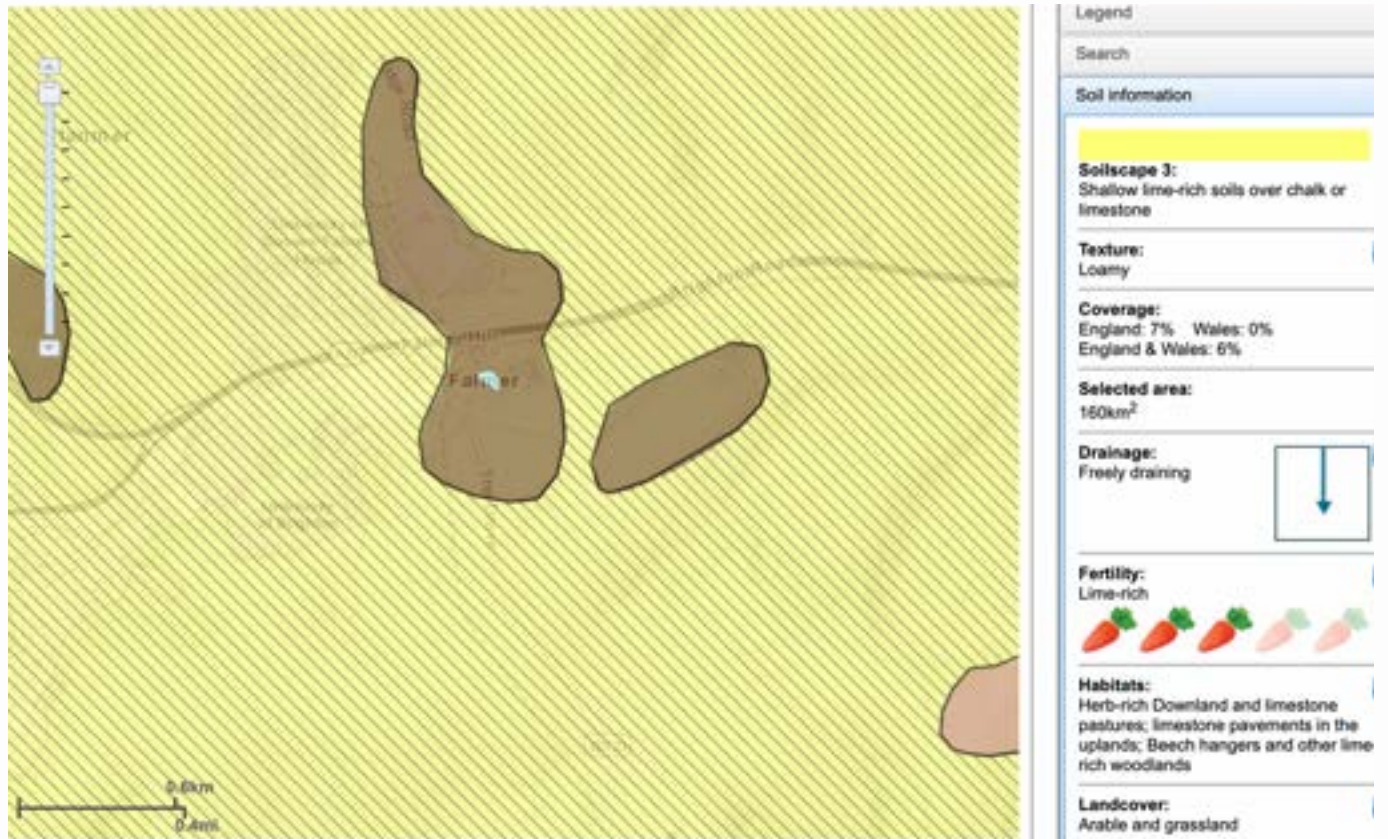 Falmer
0.6km
0.4mi
Legend
Search
Soil information
Soilscape 3:
Shallow lime-rich soils over chalk or
limestone
Texture:
Loamy
Coverage:
England: 7% Wales: 0%
England & Wales: 6%
Selected area:
160km2
Drainage:
Freely draining
Fertility:
Lime-rich
Habitats:
Herb-rich Downland and limestone
pastures; limestone pavements in the
uplands; Beech hangers and other lime-
rich woodlands
Landcover:
Arable and grassland